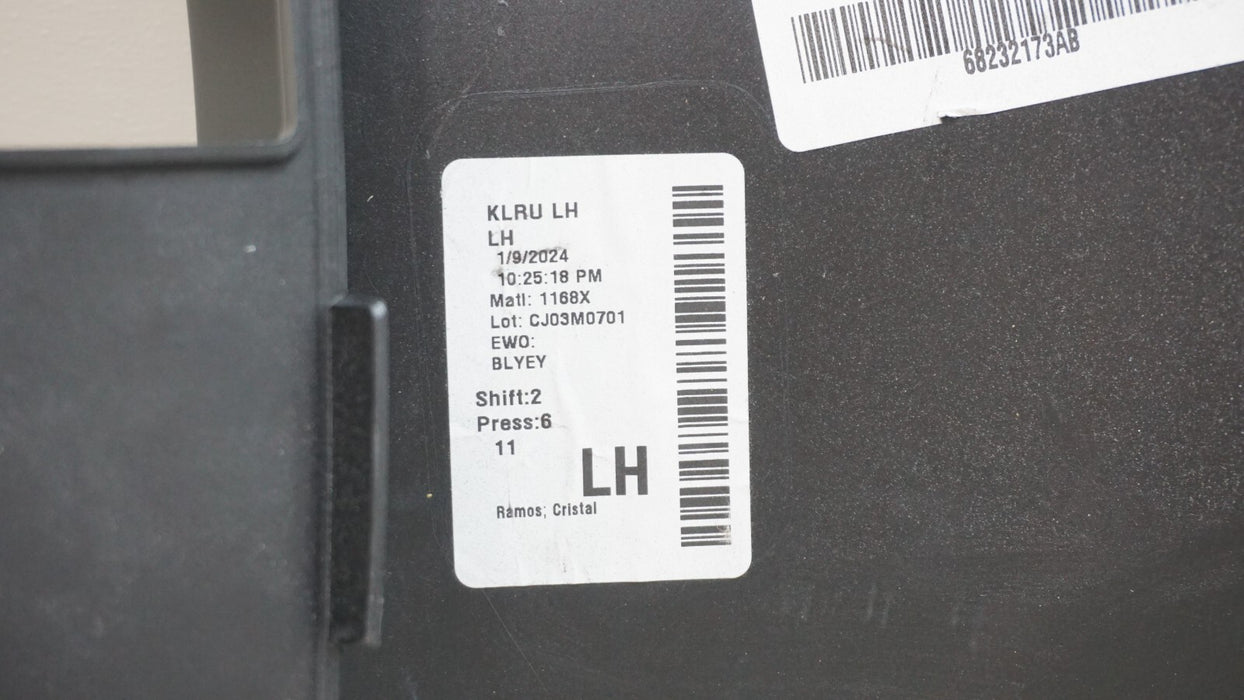 68232173AB
KLRU LH
LH
1/9/2024
10:25:18 PM
Matl: 1168X
Lot: CJ03M0701
EWO:
BLYEY
Shift:2
Press:6
11
LH
Ramos, Cristal